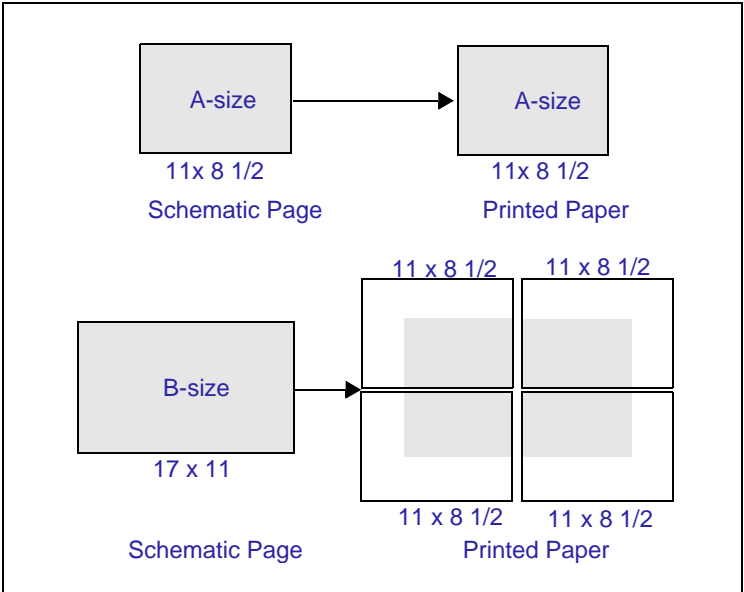 A-size
A-size
11x 8 1/2
11x 8 1/2
Schematic Page
Printed Paper
11 x 8 1/2
11 x 8 1/2
B-size
17 x 11
11 x 8 1/2
11 x 8 1/2
Schematic Page
Printed Paper